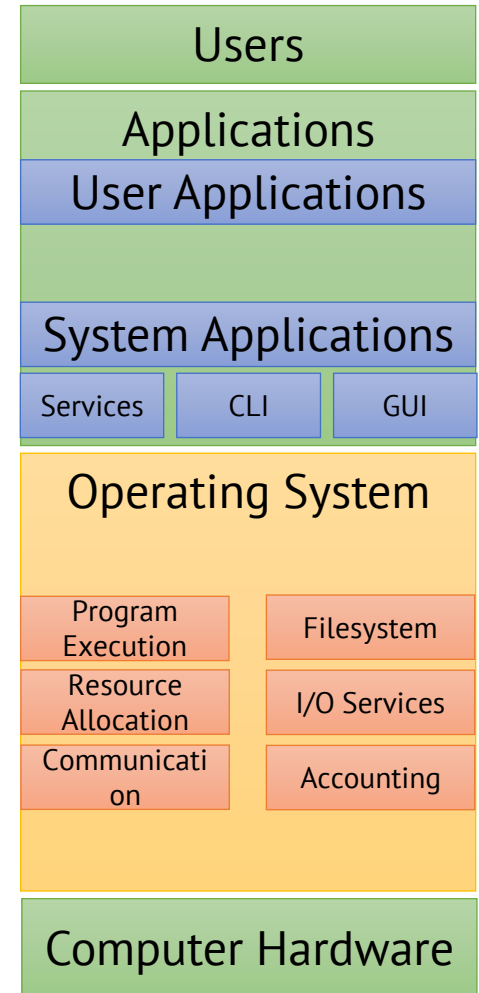 Users
Applications
User Applications
System Applications
Services
CLI
GUI
Operating System
Program
Execution
Filesystem
Resource
Allocation
I/O Services
Communicati
on
Accounting
Computer Hardware